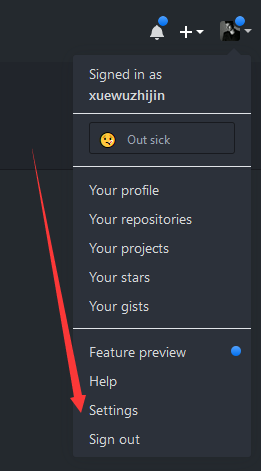 Signed in as
xuewuzhijin
Out sick
Your profile
Your repositories
Your projects
Your stars
Your gists
Feature preview
Help
Settings
Sign out